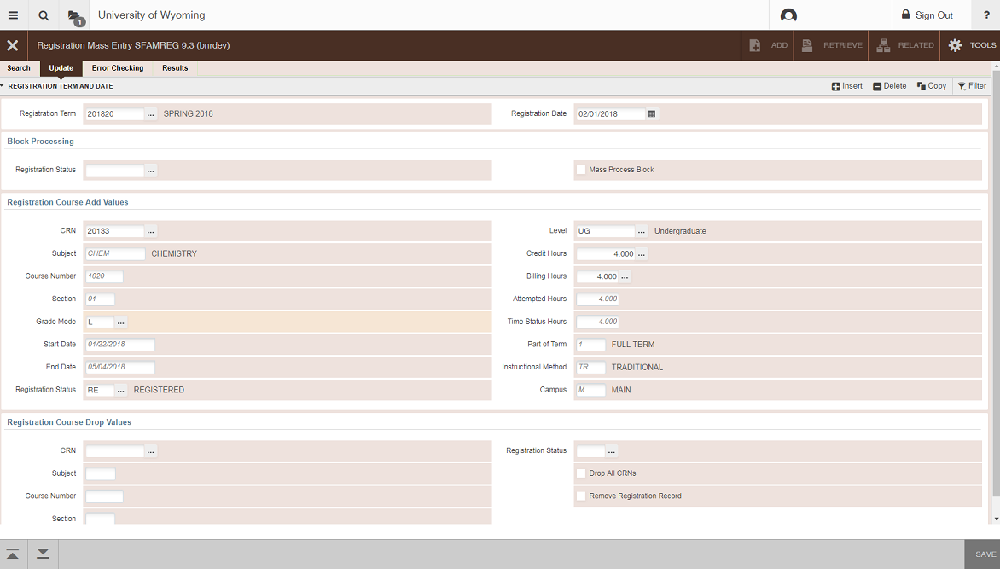 1 University of Wyoming Sign Out ?
Registration Mass Entry SFAMREG 9.3 (bnrdev) ADD RETRIEVE RELATED TOOLS
Search Update Error Checking Results
REGISTRATION TERM AND DATE Insert Delete Copy Filter
Registration Term 201820 ... SPRING 2018 Registration Date 02/01/2018
Block Processing
Registration Status ... Mass Process Block
Registration Course Add Values
CRN 20133 ... Level UG ... Undergraduate
Subject CHEM CHEMISTRY Credit Hours 4.000 ...
Course Number 1020 Billing Hours 4.000 ...
Section 01 Attempted Hours 4.000
Grade Mode L ... Time Status Hours 4.000
Start Date 01/22/2018 Part of Term 1 FULL TERM
End Date 05/04/2018 Instructional Method TR TRADITIONAL
Registration Status RE ... REGISTERED Campus M MAIN
Registration Course Drop Values
CRN ... Registration Status ...
Subject Drop All CRNs
Course Number Remove Registration Record
Section
SAVE